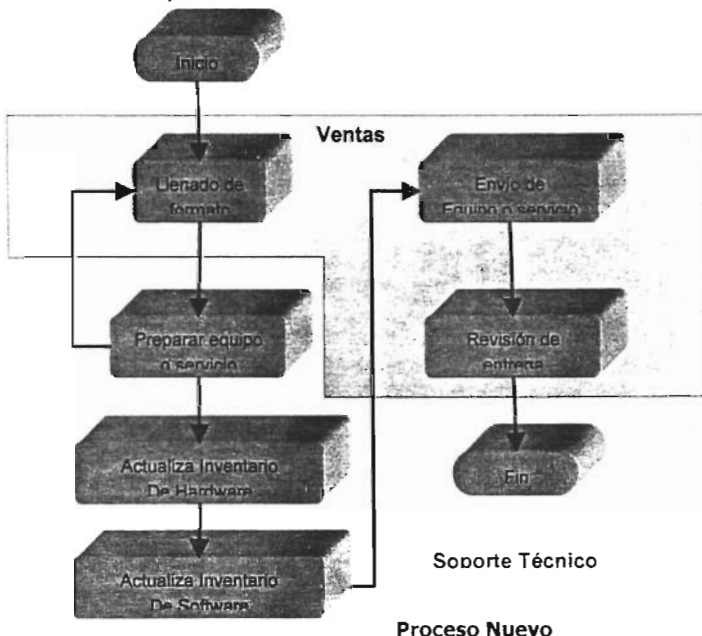 Inicio
Ventas
Llenado de
formato
Envío de
Equipo o servicio
Preparar equipo
o servicio
Revisión de
entrega
Actualiza Inventario
De Hardware
Fin
Actualiza Inventario
De Software
Soporte Técnico
Proceso Nuevo